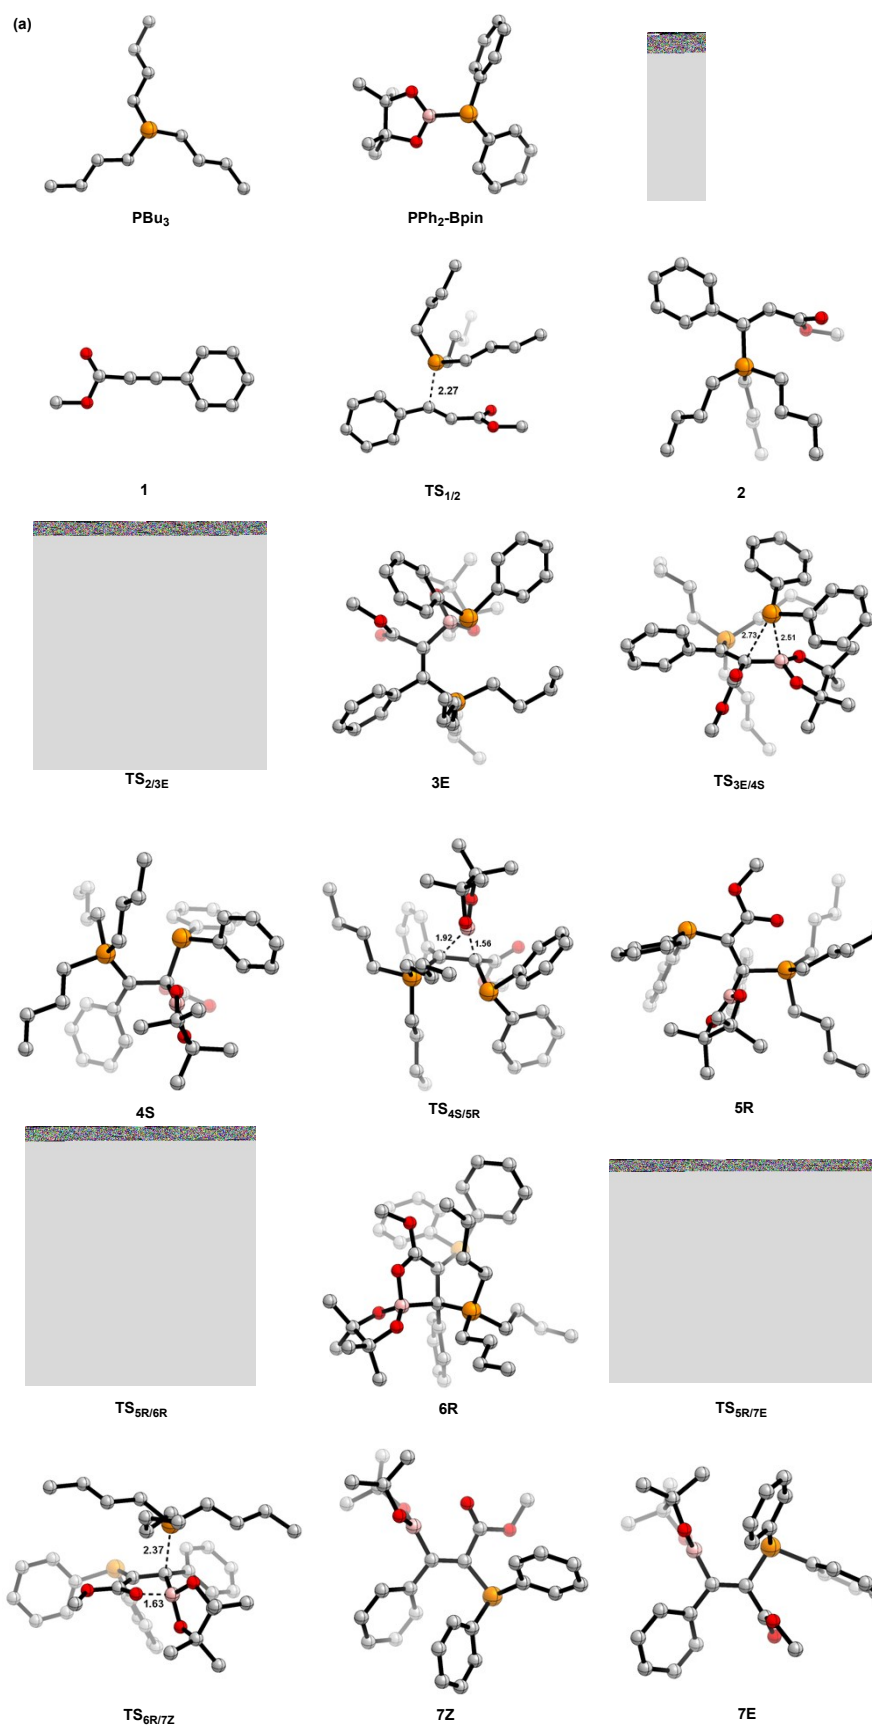 (a)
PBu3
PPh2-Bpin
2.27
1
TS1/2
2
2.73
2.51
TS2/3E
3E
TS3E/4S
1.92
1.56
4S
TS4S/5R
5R
TS5R/6R
6R
TS5R/7E
2.37
1.63
TS6R/7Z
7Z
7E